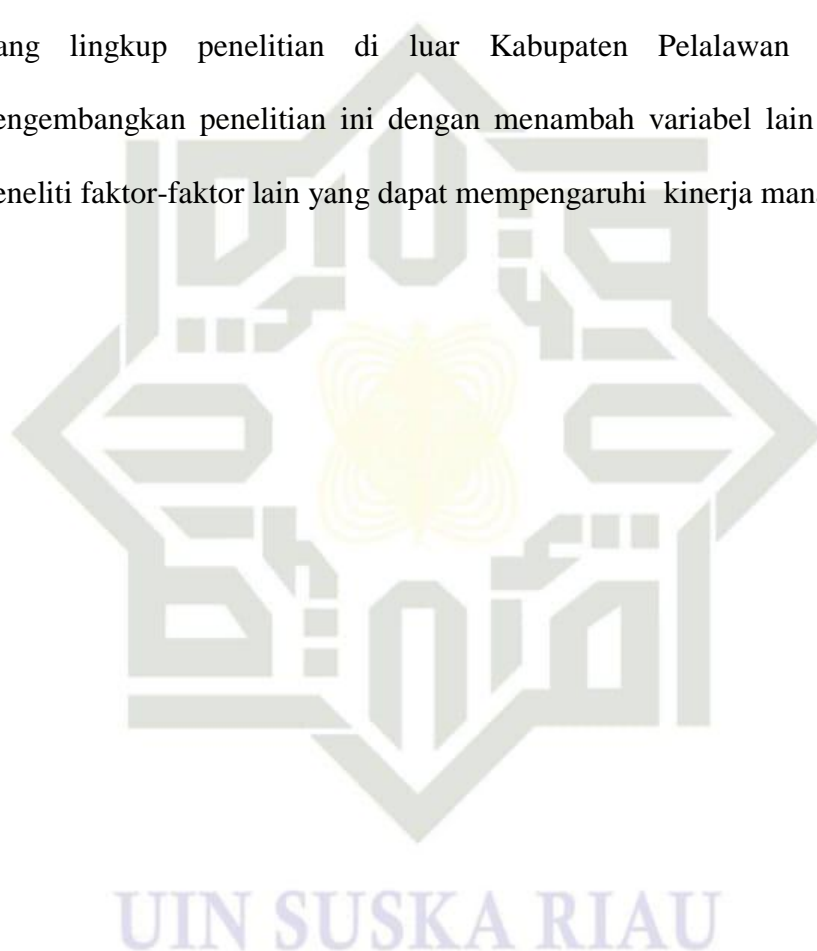 ang lingkup penelitian di luar Kabupaten Pelalawan
engembangkan penelitian ini dengan menambah variabel lain
eneliti faktor-faktor lain yang dapat mempengaruhi kinerja mana
UIN SUSKA RIAU